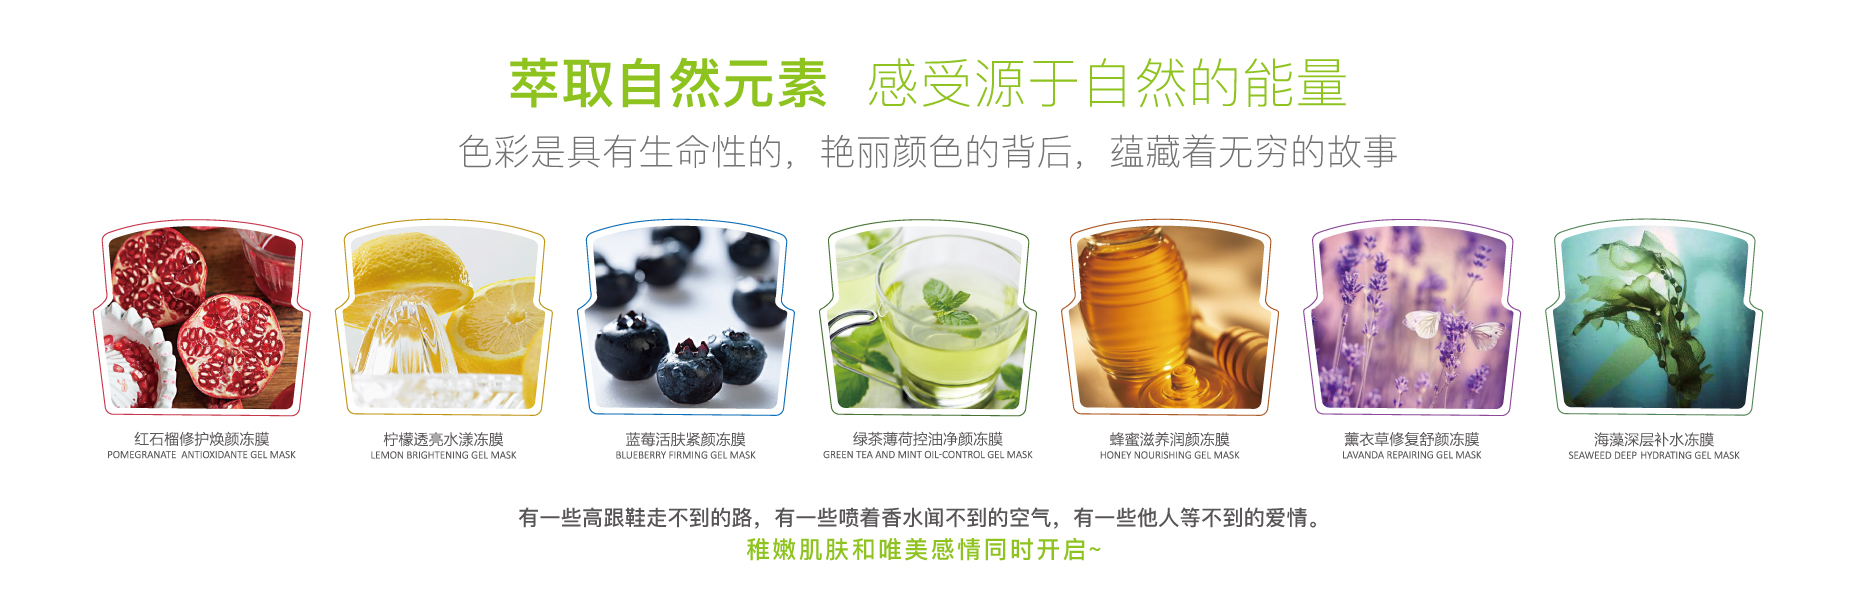 萃取自然元素 感受源于自然的能量
色彩是具有生命性的，艳丽颜色的背后，蕴藏着无穷的故事
红石榴修护焕颜冻膜
POMEGRANATE ANTIOXIDANTE GEL MASK
柠檬透亮水漾冻膜
LEMON BRIGHTENING GEL MASK
蓝莓活肤紧颜冻膜
BLUEBERRY FIRMING GEL MASK
绿茶薄荷控油净颜冻膜
GREEN TEA AND MINT OIL-CONTROL GEL MASK
蜂蜜滋养润颜冻膜
HONEY NOURISHING GEL MASK
薰衣草修复舒颜冻膜
LAVANDA REPAIRING GEL MASK
海藻深层补水冻膜
SEAWEED DEEP HYDRATING GEL MASK
有一些高跟鞋走不到的路，有一些喷着香水闻不到的空气，有一些他人等不到的爱情。
稚嫩肌肤和唯美感情同时开启~